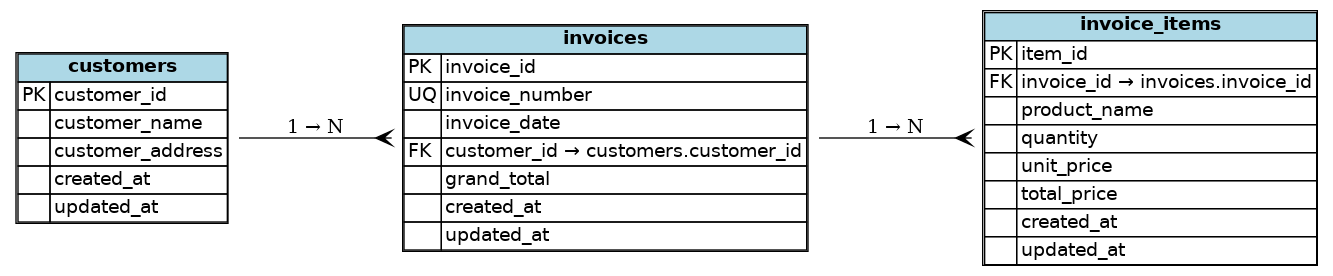 customers
PK customer_id
customer_name
customer_address
created_at
updated_at
1 → N
invoices
PK invoice_id
UQ invoice_number
invoice_date
FK customer_id → customers.customer_id
grand_total
created_at
updated_at
1 → N
invoice_items
PK item_id
FK invoice_id → invoices.invoice_id
product_name
quantity
unit_price
total_price
created_at
updated_at